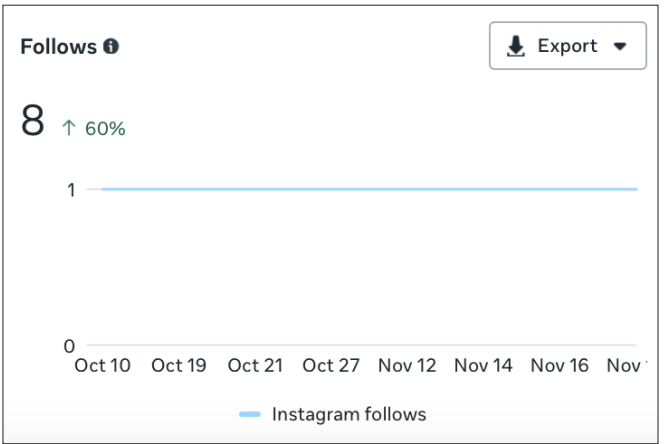 Follows
Export
8 ↑ 60%
1
0
Oct 10 Oct 19 Oct 21 Oct 27 Nov 12 Nov 14 Nov 16 Nov
Instagram follows